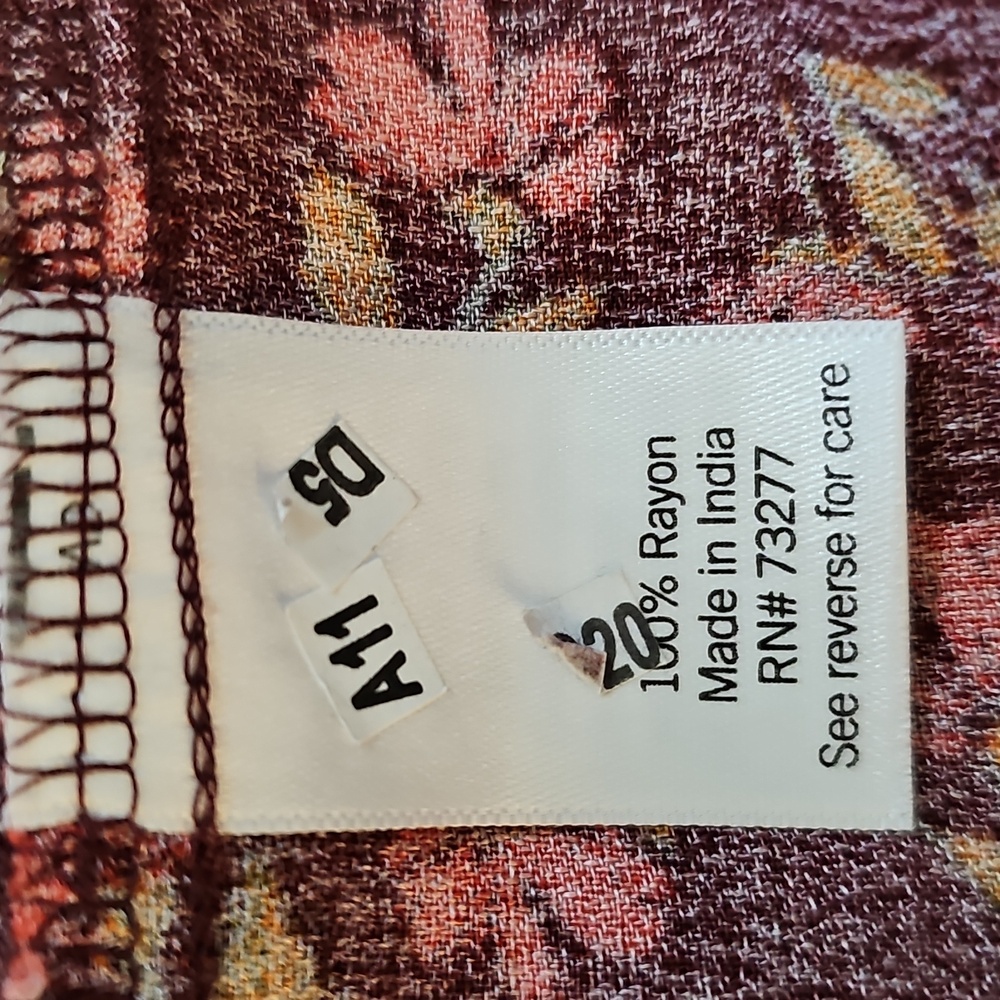 D5
A11
20
100% Rayon
Made in India
RN# 73277
See reverse for care